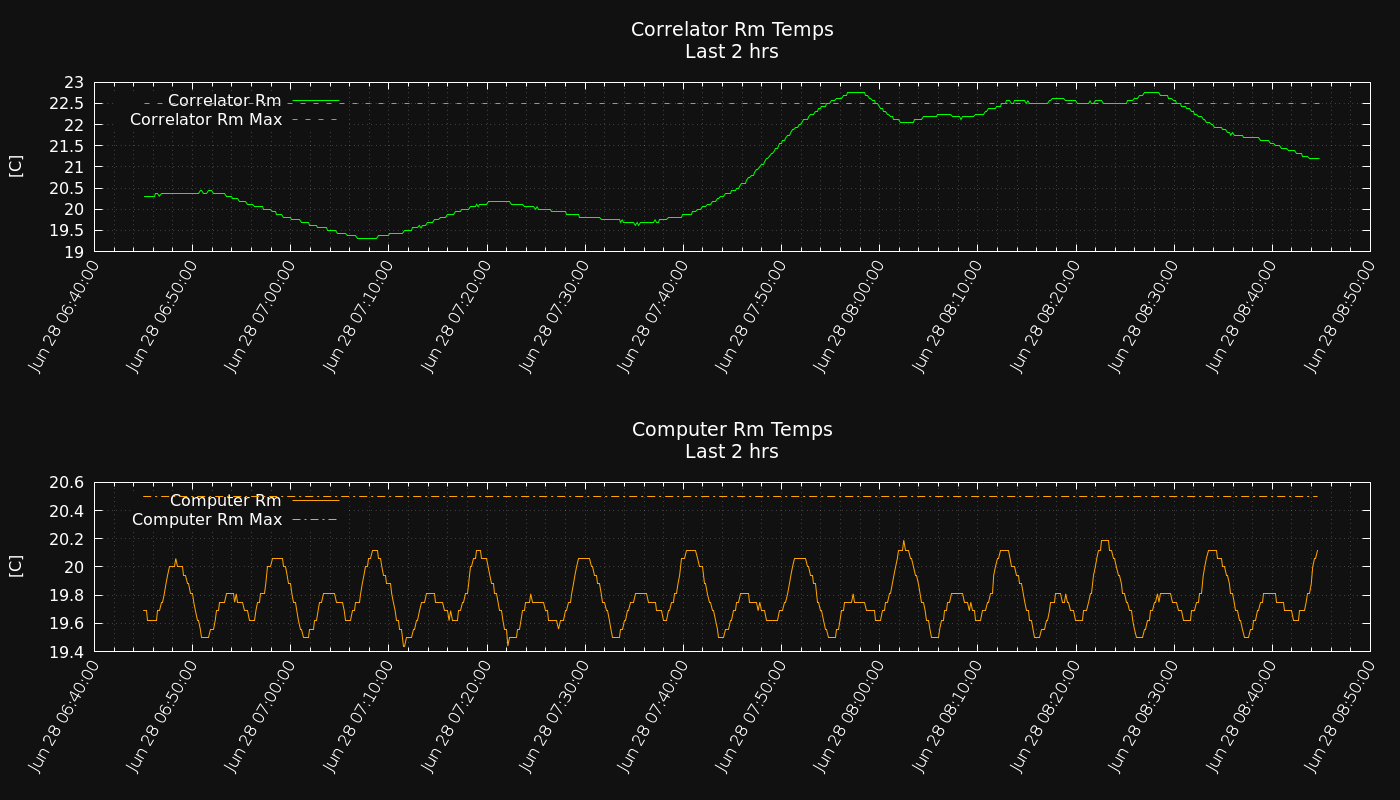 Correlator Rm Temps
Last 2 hrs
23
22.5
22
21.5
21
20.5
20
19.5
19
[C]
Correlator Rm
Correlator Rm Max
Jun 28 06:40:00
Jun 28 06:50:00
Jun 28 07:00:00
Jun 28 07:10:00
Jun 28 07:20:00
Jun 28 07:30:00
Jun 28 07:40:00
Jun 28 07:50:00
Jun 28 08:00:00
Jun 28 08:10:00
Jun 28 08:20:00
Jun 28 08:30:00
Jun 28 08:40:00
Jun 28 08:50:00
Computer Rm Temps
Last 2 hrs
20.6
20.4
20.2
20
19.8
19.6
19.4
[C]
Computer Rm
Computer Rm Max
Jun 28 06:40:00
Jun 28 06:50:00
Jun 28 07:00:00
Jun 28 07:10:00
Jun 28 07:20:00
Jun 28 07:30:00
Jun 28 07:40:00
Jun 28 07:50:00
Jun 28 08:00:00
Jun 28 08:10:00
Jun 28 08:20:00
Jun 28 08:30:00
Jun 28 08:40:00
Jun 28 08:50:00